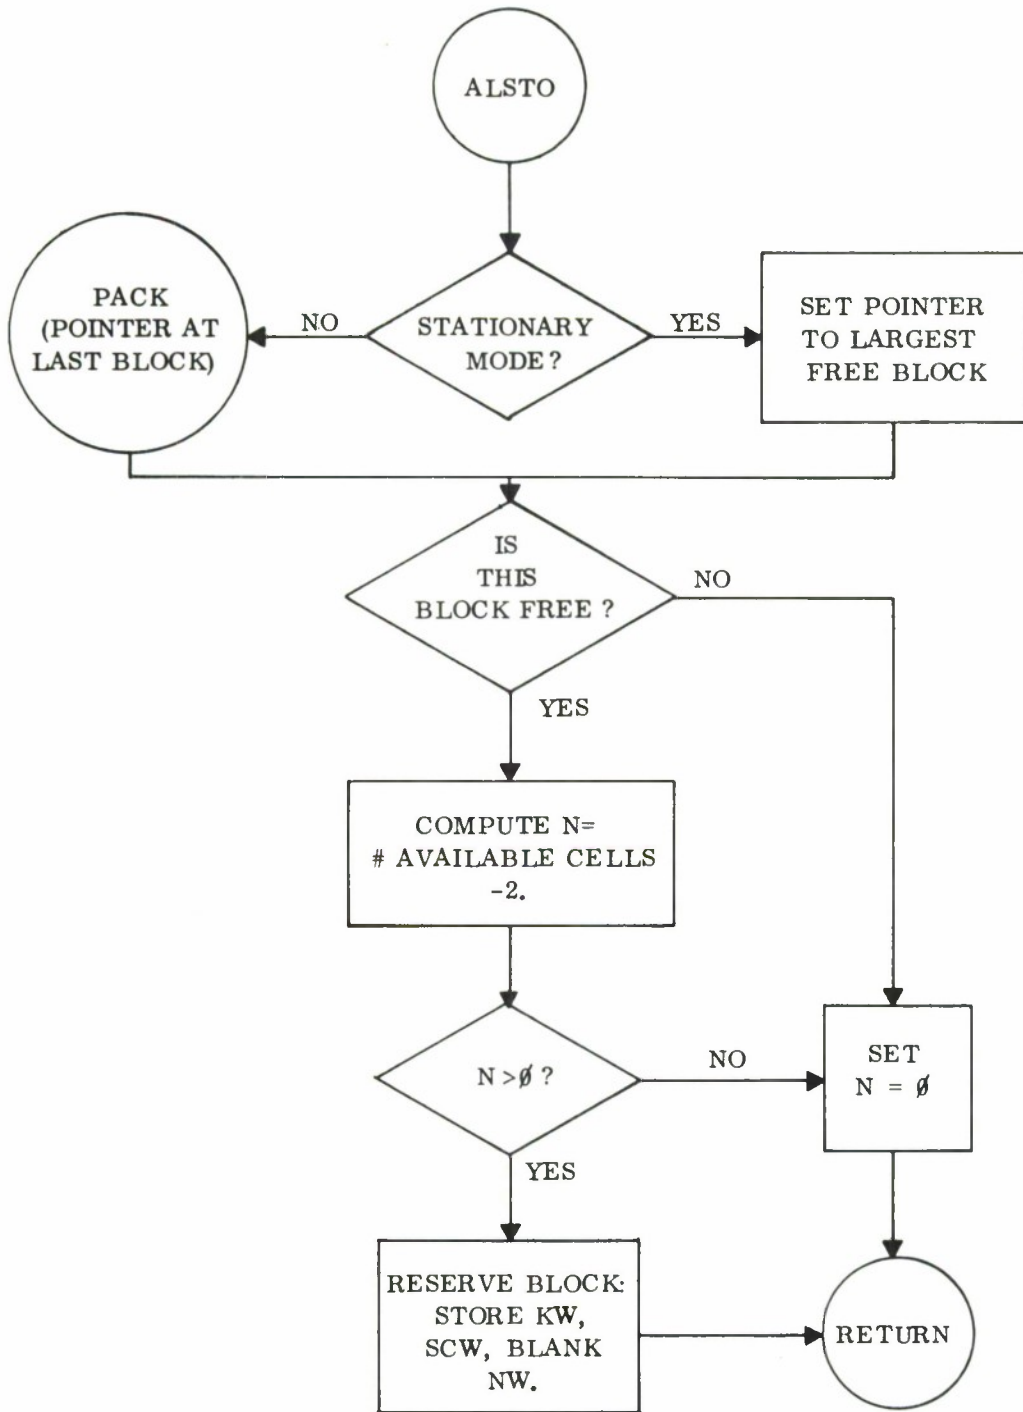 ALSTO
PACK
(POINTER AT
LAST BLOCK)
NO
STATIONARY
MODE?
YES
SET POINTER
TO LARGEST
FREE BLOCK
IS
THIS
BLOCK FREE ?
NO
YES
COMPUTE N=
# AVAILABLE CELLS
-2.
N >∅ ?
NO
SET
N = ∅
YES
RESERVE BLOCK:
STORE KW,
SCW, BLANK
NW.
RETURN